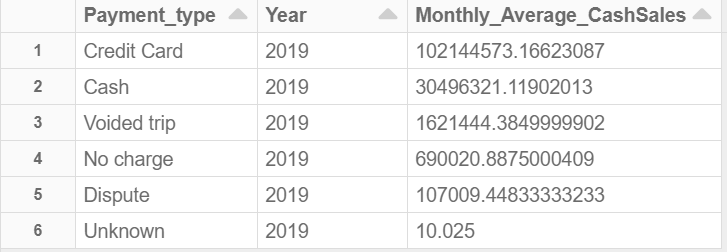 Payment_type Year Monthly_Average_CashSales
1 Credit Card 2019 102144573.16623087
2 Cash 2019 30496321.11902013
3 Voided trip 2019 1621444.3849999902
4 No charge 2019 690020.8875000409
5 Dispute 2019 107009.44833333233
6 Unknown 2019 10.025